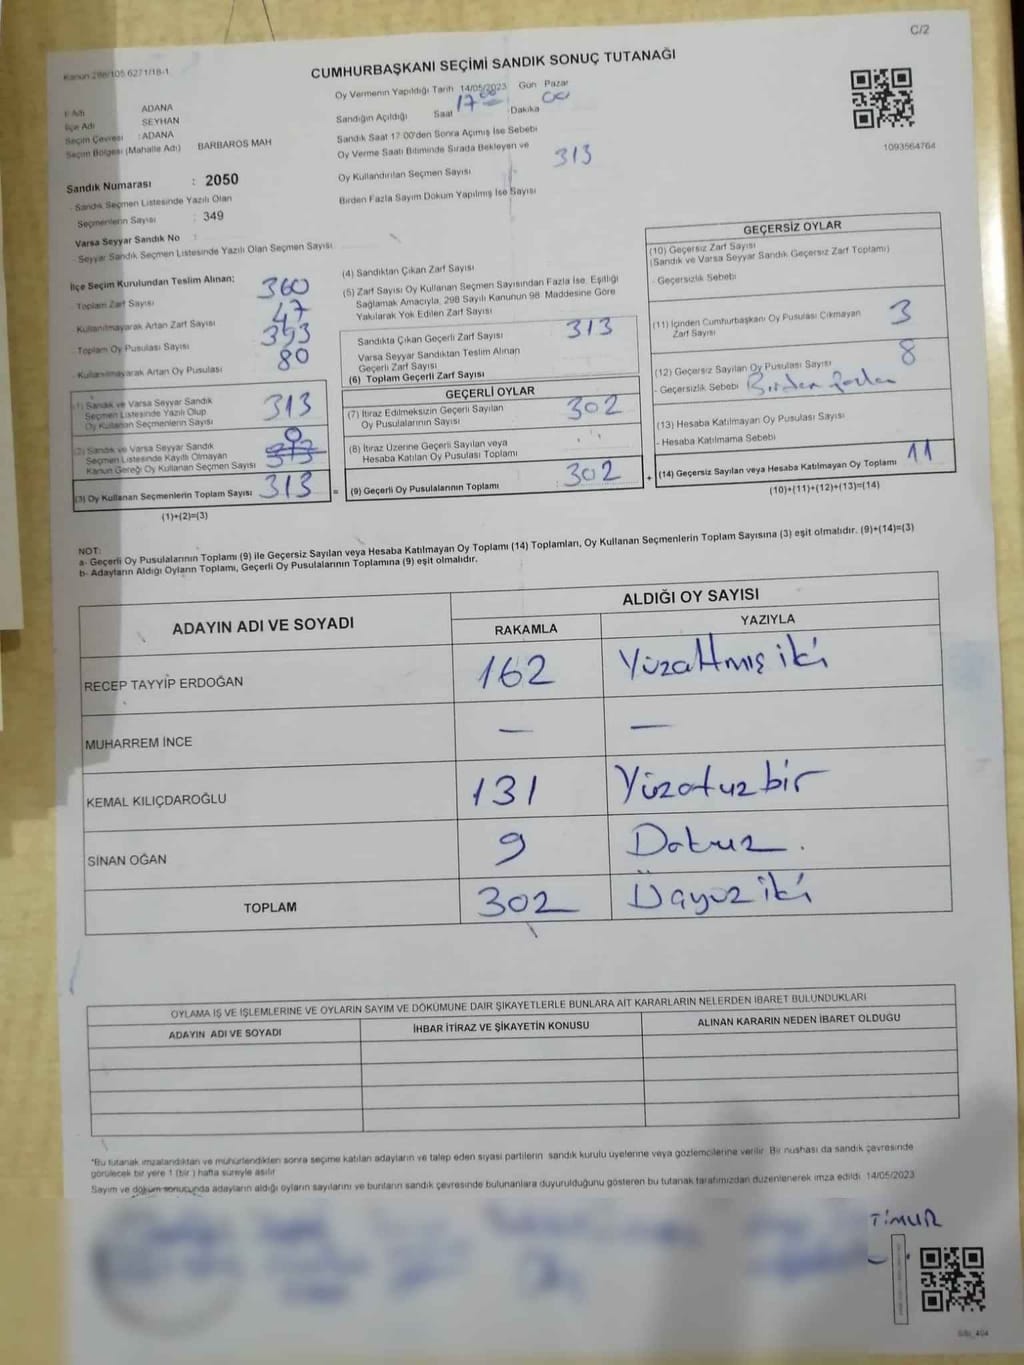 C/2
Kanun 298/105 6271/18-1
CUMHURBAŞKANI SEÇİMİ SANDIK SONUÇ TUTANAĞI
İl Adı ADANA
İlçe Adı SEYHAN
Seçim Çevresi : ADANA
Seçim Bölgesi (Mahalle Adı) BARBAROS MAH
Sandık Numarası : 2050
- Sandık Seçmen Listesinde Yazılı Olan
Seçmenlerin Sayısı : 349
Varsa Seyyar Sandık No :
- Seyyar Sandık Seçmen Listesinde Yazılı Olan Seçmen Sayısı
Oy Vermenin Yapıldığı Tarih 14/05/2023 Gün Pazar
Sandığın Açıldığı Saat 17 00 Dakika 00
Sandık Saat 17 00'den Sonra Açılmış İse Sebebi
Oy Verme Saati Bitiminde Sırada Bekleyen ve
Oy Kullandırılan Seçmen Sayısı 313
Birden Fazla Sayım Döküm Yapılmış İse Sayısı
1093564764
İlçe Seçim Kurulundan Teslim Alınan;
- Toplam Zarf Sayısı 360
- Kullanılmayarak Artan Zarf Sayısı 47
- Toplam Oy Pusulası Sayısı 393
- Kullanılmayarak Artan Oy Pusulası 80
(1) Sandık ve Varsa Seyyar Sandık
Seçmen Listesinde Yazılı Olup
Oy Kullanan Seçmenlerin Sayısı 313
(2) Sandık ve Varsa Seyyar Sandık
Seçmen Listesinde Kayıtlı Olmayan
Kanun Gereği Oy Kullanan Seçmen Sayısı 0 313
(3) Oy Kullanan Seçmenlerin Toplam Sayısı 313 =
(1)+(2)=(3)
(4) Sandıktan Çıkan Zarf Sayısı
(5) Zarf Sayısı Oy Kullanan Seçmen Sayısından Fazla İse, Eşitliği
Sağlamak Amacıyla, 298 Sayılı Kanunun 98. Maddesine Göre
Yakılarak Yok Edilen Zarf Sayısı
Sandıkta Çıkan Geçerli Zarf Sayısı 313
Varsa Seyyar Sandıktan Teslim Alınan
Geçerli Zarf Sayısı
(6) Toplam Geçerli Zarf Sayısı
GEÇERLİ OYLAR
(7) İtiraz Edilmeksizin Geçerli Sayılan
Oy Pusulasının Sayısı 302
(8) İtiraz Üzerine Geçerli Sayılan veya
Hesaba Katılan Oy Pusulası Toplamı
(9) Geçerli Oy Pusulalarının Toplamı : 302 +
GEÇERSİZ OYLAR
(10) Geçersiz Zarf Sayısı
(Sandık ve Varsa Seyyar Sandık Geçersiz Zarf Toplamı)
- Geçersizlik Sebebi
(11) İçinden Cumhurbaşkanı Oy Pusulası Çıkmayan
Zarf Sayısı 3
(12) Geçersiz Sayılan Oy Pusulası Sayısı 8
- Geçersizlik Sebebi Birden fazla
(13) Hesaba Katılmayan Oy Pusulası Sayısı
- Hesaba Katılmama Sebebi
(14) Geçersiz Sayılan veya Hesaba Katılmayan Oy Toplamı 11
(10)+(11)+(12)+(13)=(14)
NOT:
a- Geçerli Oy Pusulalarının Toplamı (9) ile Geçersiz Sayılan veya Hesaba Katılmayan Oy Toplamı (14) Toplamları, Oy Kullanan Seçmenlerin Toplam Sayısına (3) eşit olmalıdır. (9)+(14)=(3)
b- Adayların Aldığı Oyların Toplamı, Geçerli Oy Pusulalarının Toplamına (9) eşit olmalıdır.
ADAYIN ADI VE SOYADI ALDIĞI OY SAYISI
RAKAMLA YAZIYLA
RECEP TAYYİP ERDOĞAN 162 Yüzaltmış iki
MUHARREM İNCE — —
KEMAL KILIÇDAROĞLU 131 Yüzotuz bir
SİNAN OĞAN 9 Dokuz.
TOPLAM 302 Üçyüz iki
OYLAMA İŞ VE İŞLEMLERİNE VE OYLARIN SAYIM VE DÖKÜMÜNE DAİR ŞİKAYETLERLE BUNLARA AİT KARARLARIN NELERDEN İBARET BULUNDUKLARI
ADAYIN ADI VE SOYADI İHBAR İTİRAZ VE ŞİKAYETİN KONUSU ALINAN KARARIN NEDEN İBARET OLDUĞU
*Bu tutanak imzalandıktan ve mühürlendikten sonra seçime katılan adayların ve talep eden siyasi partilerin sandık kurulu üyelerine veya gözlemcilerine verilir. Bir nushası da sandık çevresinde
görülecek bir yere 1 (bir ) hafta süreyle asılır
Sayım ve döküm sonucunda adayların aldığı oyların sayılarını ve bunların sandık çevresinde bulunanlara duyurulduğunu gösteren bu tutanak tarafımızdan düzenlenerek imza edildi. 14/05/2023
TİMUR